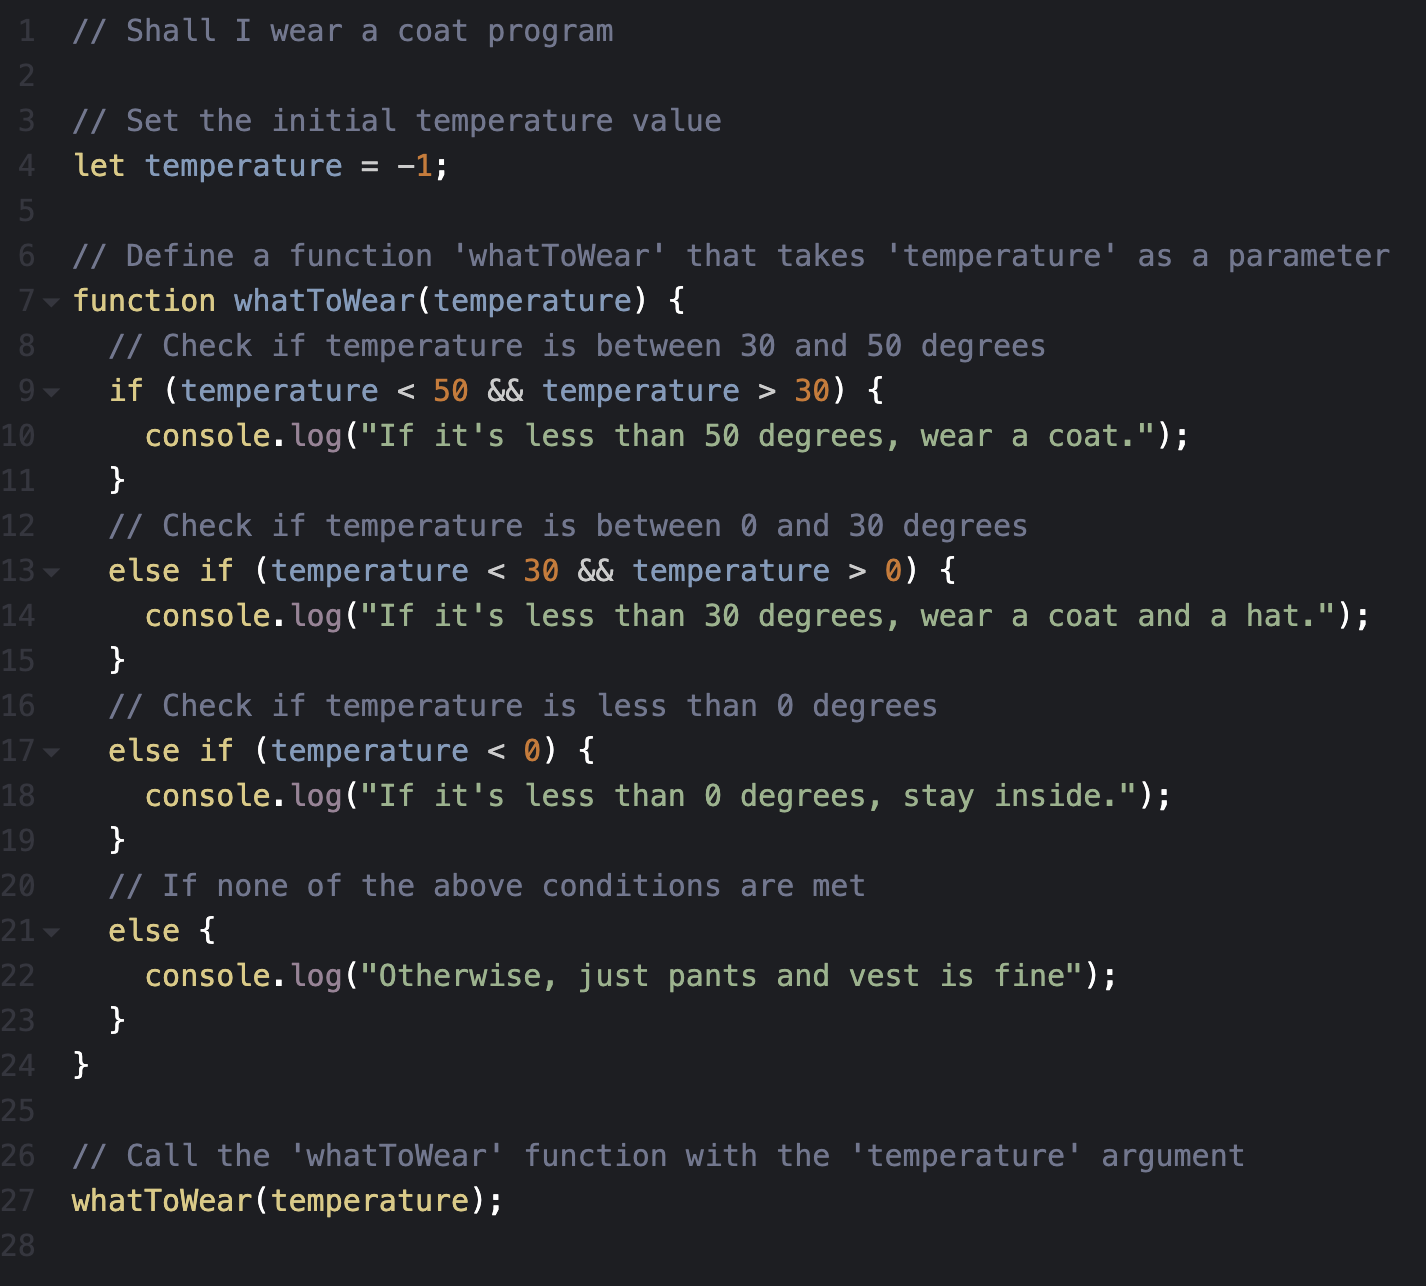 1 // Shall I wear a coat program
2
3 // Set the initial temperature value
4 let temperature = -1;
5
6 // Define a function 'whatToWear' that takes 'temperature' as a parameter
7 function whatToWear(temperature) {
8   // Check if temperature is between 30 and 50 degrees
9   if (temperature < 50 && temperature > 30) {
10     console.log("If it's less than 50 degrees, wear a coat.");
11   }
12   // Check if temperature is between 0 and 30 degrees
13   else if (temperature < 30 && temperature > 0) {
14     console.log("If it's less than 30 degrees, wear a coat and a hat.");
15   }
16   // Check if temperature is less than 0 degrees
17   else if (temperature < 0) {
18     console.log("If it's less than 0 degrees, stay inside.");
19   }
20   // If none of the above conditions are met
21   else {
22     console.log("Otherwise, just pants and vest is fine");
23   }
24 }
25
26 // Call the 'whatToWear' function with the 'temperature' argument
27 whatToWear(temperature);
28